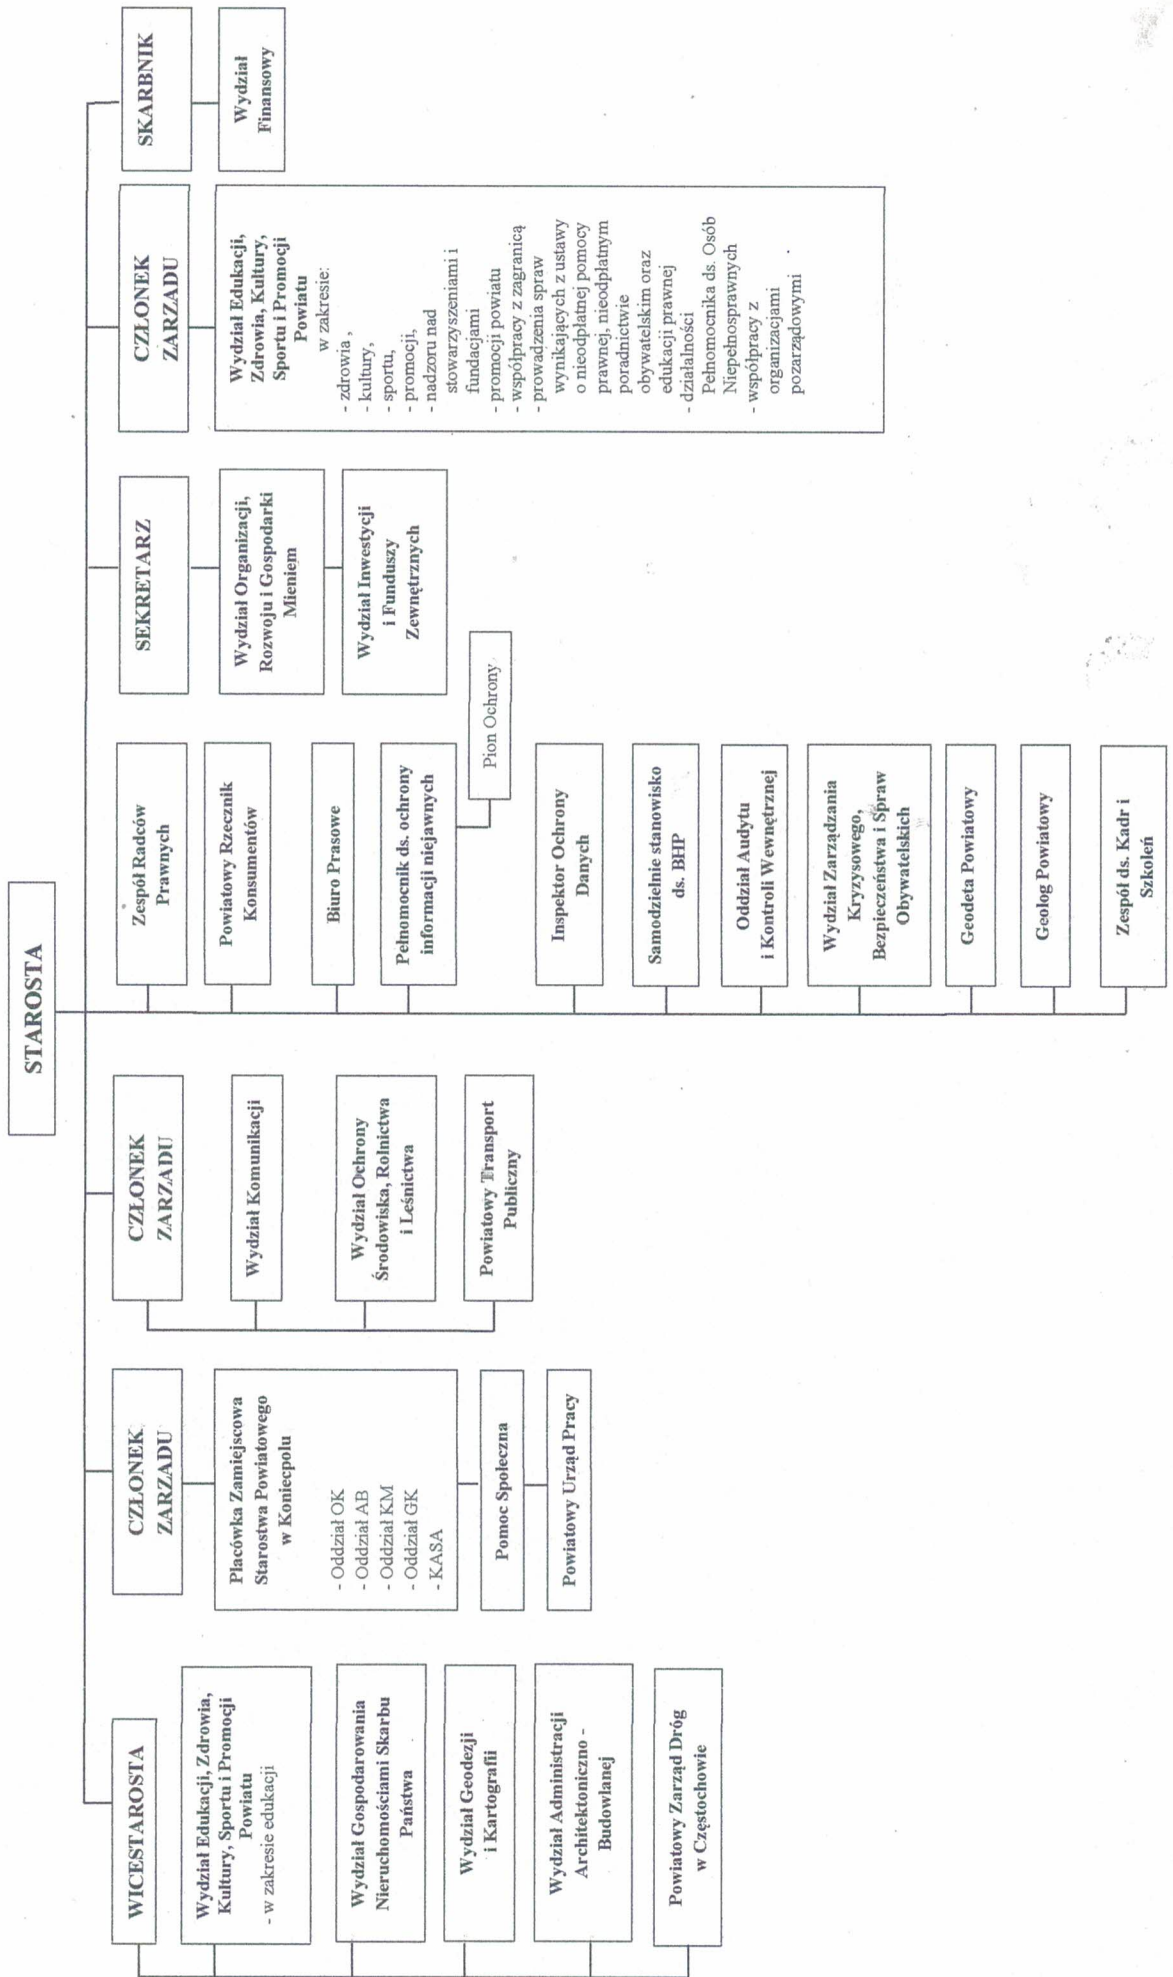 STAROSTA
WICESTAROSTA
Wydział Edukacji, Zdrowia,
Kultury, Sportu i Promocji
Powiatu
- w zakresie edukacji
Wydział Gospodarowania
Nieruchomościami Skarbu
Państwa
Wydział Geodezji
i Kartografii
Wydział Administracji
Architektoniczno -
Budowlanej
Powiatowy Zarząd Dróg
w Częstochowie
CZŁONEK
ZARZADU
Placówka Zamiejscowa
Starostwa Powiatowego
w Koniecpolu
- Oddział OK
- Oddział AB
- Oddział KM
- Oddział GK
- KASA
Pomoc Społeczna
Powiatowy Urząd Pracy
CZŁONEK
ZARZADU
Wydział Komunikacji
Wydział Ochrony
Środowiska, Rolnictwa
i Leśnictwa
Powiatowy Transport
Publiczny
Zespół Radców
Prawnych
Powiatowy Rzecznik
Konsumentów
Biuro Prasowe
Pełnomocnik ds. ochrony
informacji niejawnych
Pion Ochrony
Inspektor Ochrony
Danych
Samodzielnie stanowisko
ds. BHP
Oddział Audytu
i Kontroli Wewnętrznej
Wydział Zarządzania
Kryzysowego,
Bezpieczeństwa i Spraw
Obywatelskich
Geodeta Powiatowy
Geolog Powiatowy
Zespół ds. Kadr i
Szkoleń
SEKRETARZ
Wydział Organizacji,
Rozwoju i Gospodarki
Mieniem
Wydział Inwestycji
i Funduszy
Zewnętrznych
CZŁONEK
ZARZADU
Wydział Edukacji,
Zdrowia, Kultury,
Sportu i Promocji
Powiatu
w zakresie:
- zdrowia ,
- kultury,
- sportu,
- promocji,
- nadzoru nad
stowarzyszeniami i
fundacjami
- promocji powiatu
- współpracy z zagranicą
- prowadzenia spraw
wynikających z ustawy
o nieodpłatnej pomocy
prawnej, nieodpłatnym
poradnictwie
obywatelskim oraz
edukacji prawnej
- działalności
Pełnomocnika ds. Osób
Niepełnosprawnych
- współpracy z
organizacjami
pozarządowymi
SKARBNIK
Wydział
Finansowy